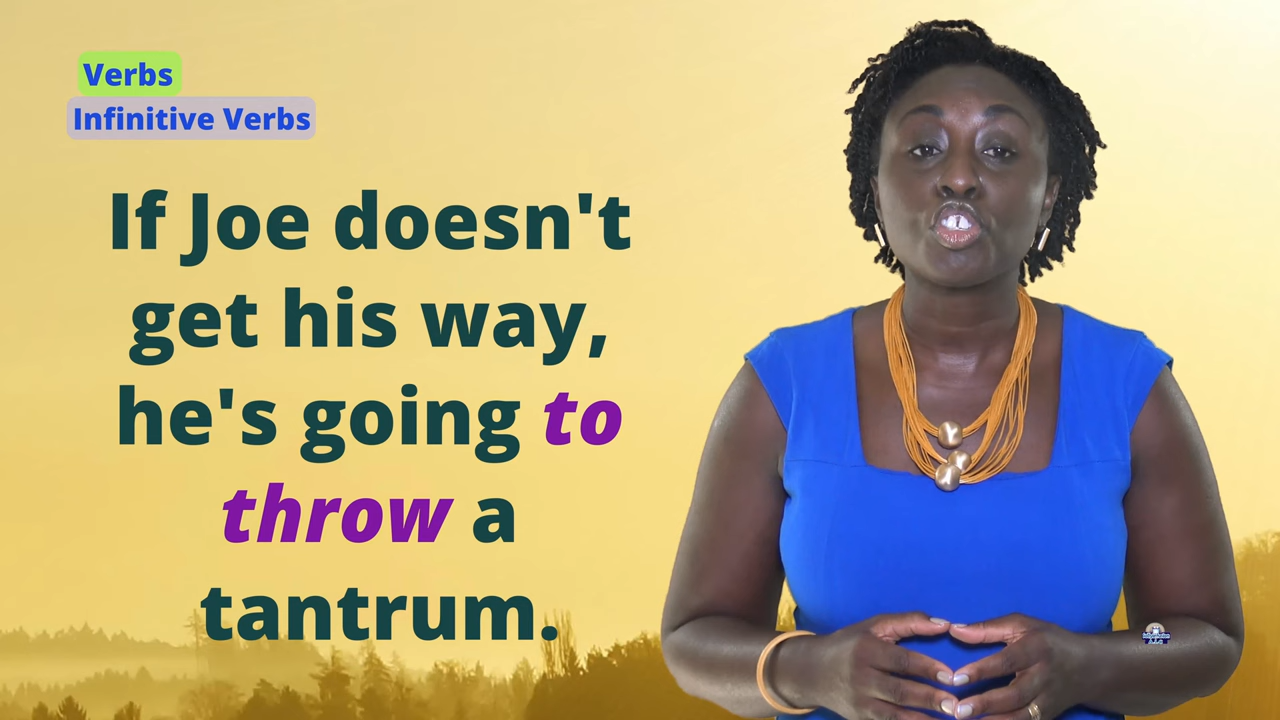 Verbs
Infinitive Verbs
If Joe doesn't
get his way,
he's going to
throw a
tantrum.